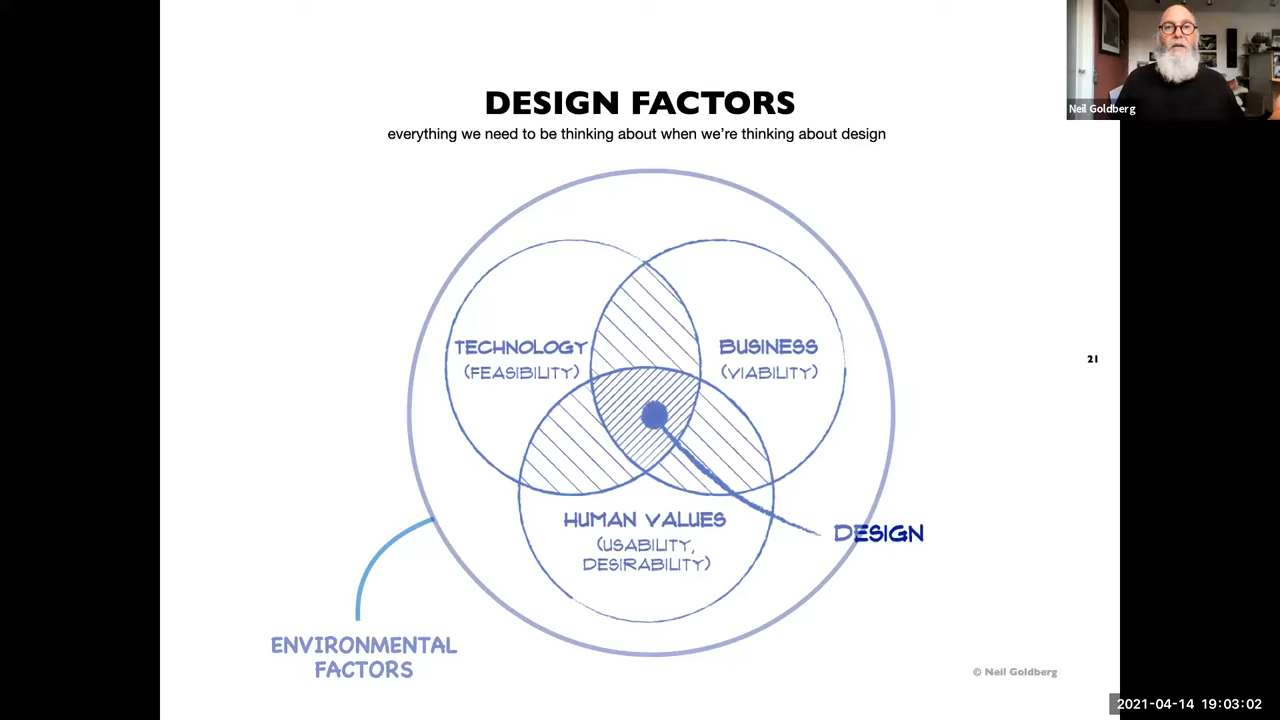 DESIGN FACTORS
everything we need to be thinking about when we're thinking about design
Neil Goldberg
TECHNOLOGY
(FEASIBILITY)
BUSINESS
(VIABILITY)
21
HUMAN VALUES
(USABILITY,
DESIRABILITY)
DESIGN
ENVIRONMENTAL
FACTORS
© Neil Goldberg
2021-04-14 19:03:02